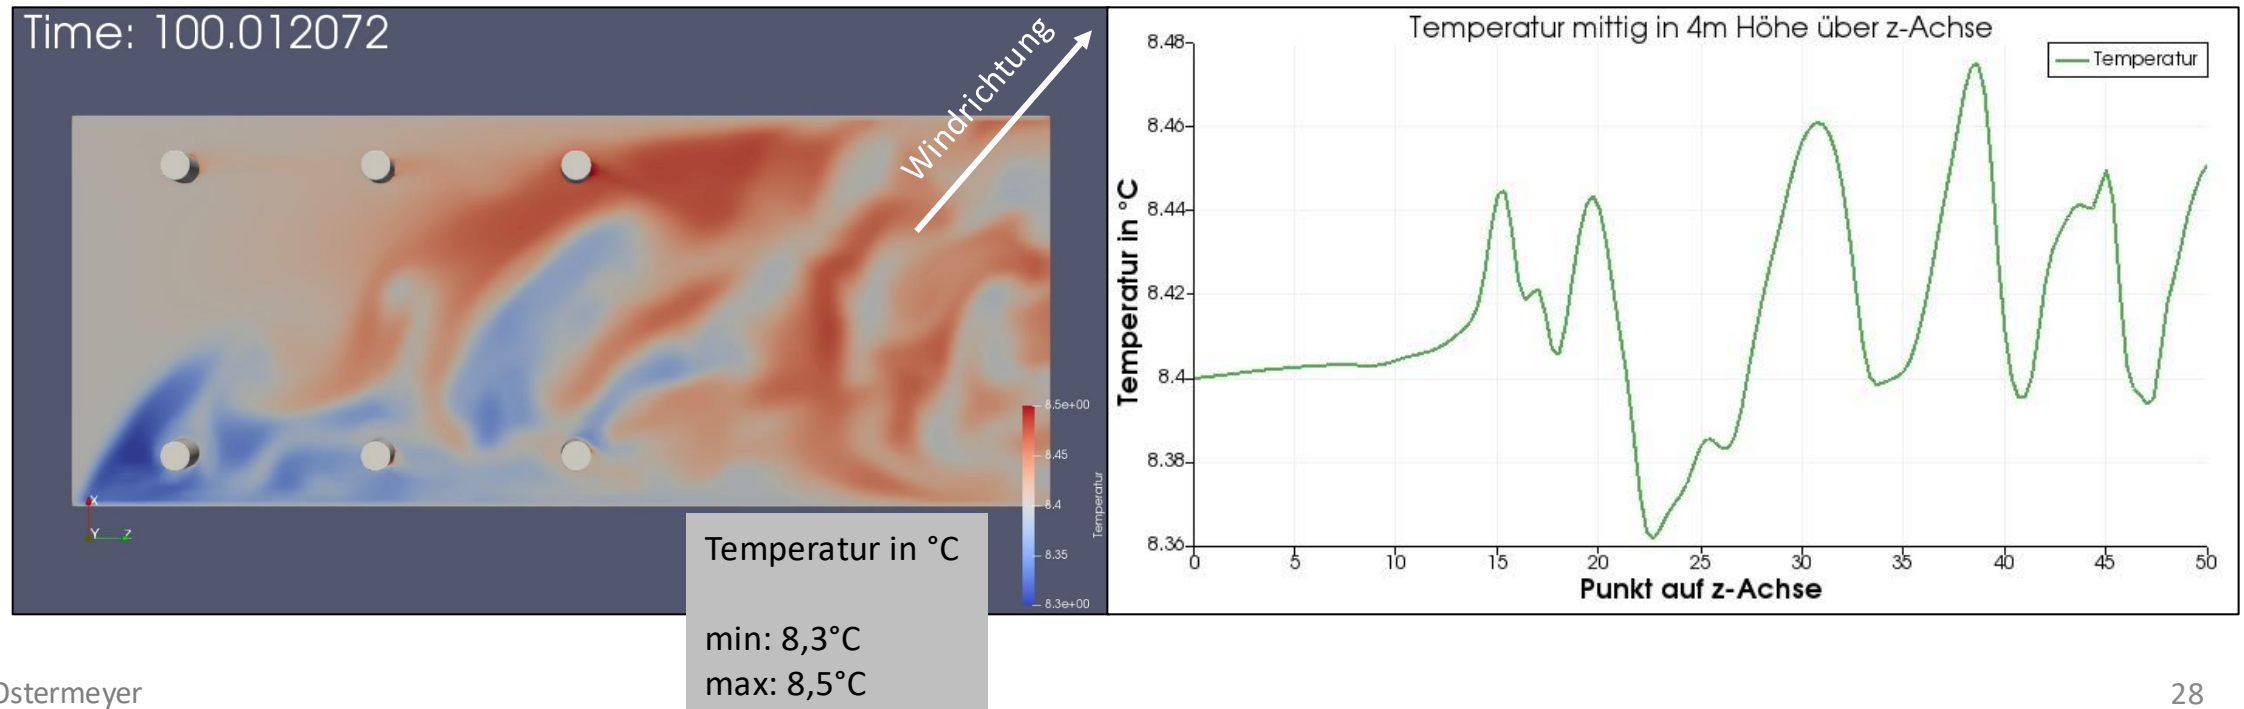 Time: 100.012072
Windrichtung
8.5e+00
8.45
8.4
8.35
8.3e+00
Temperatur
X
Y
Z
Temperatur in °C
min: 8,3°C
max: 8,5°C
Temperatur mittig in 4m Höhe über z-Achse
Temperatur
Temperatur in °C
8.48
8.46
8.44
8.42
8.4
8.38
8.36
0 5 10 15 20 25 30 35 40 45 50
Punkt auf z-Achse
Ostermeyer
28